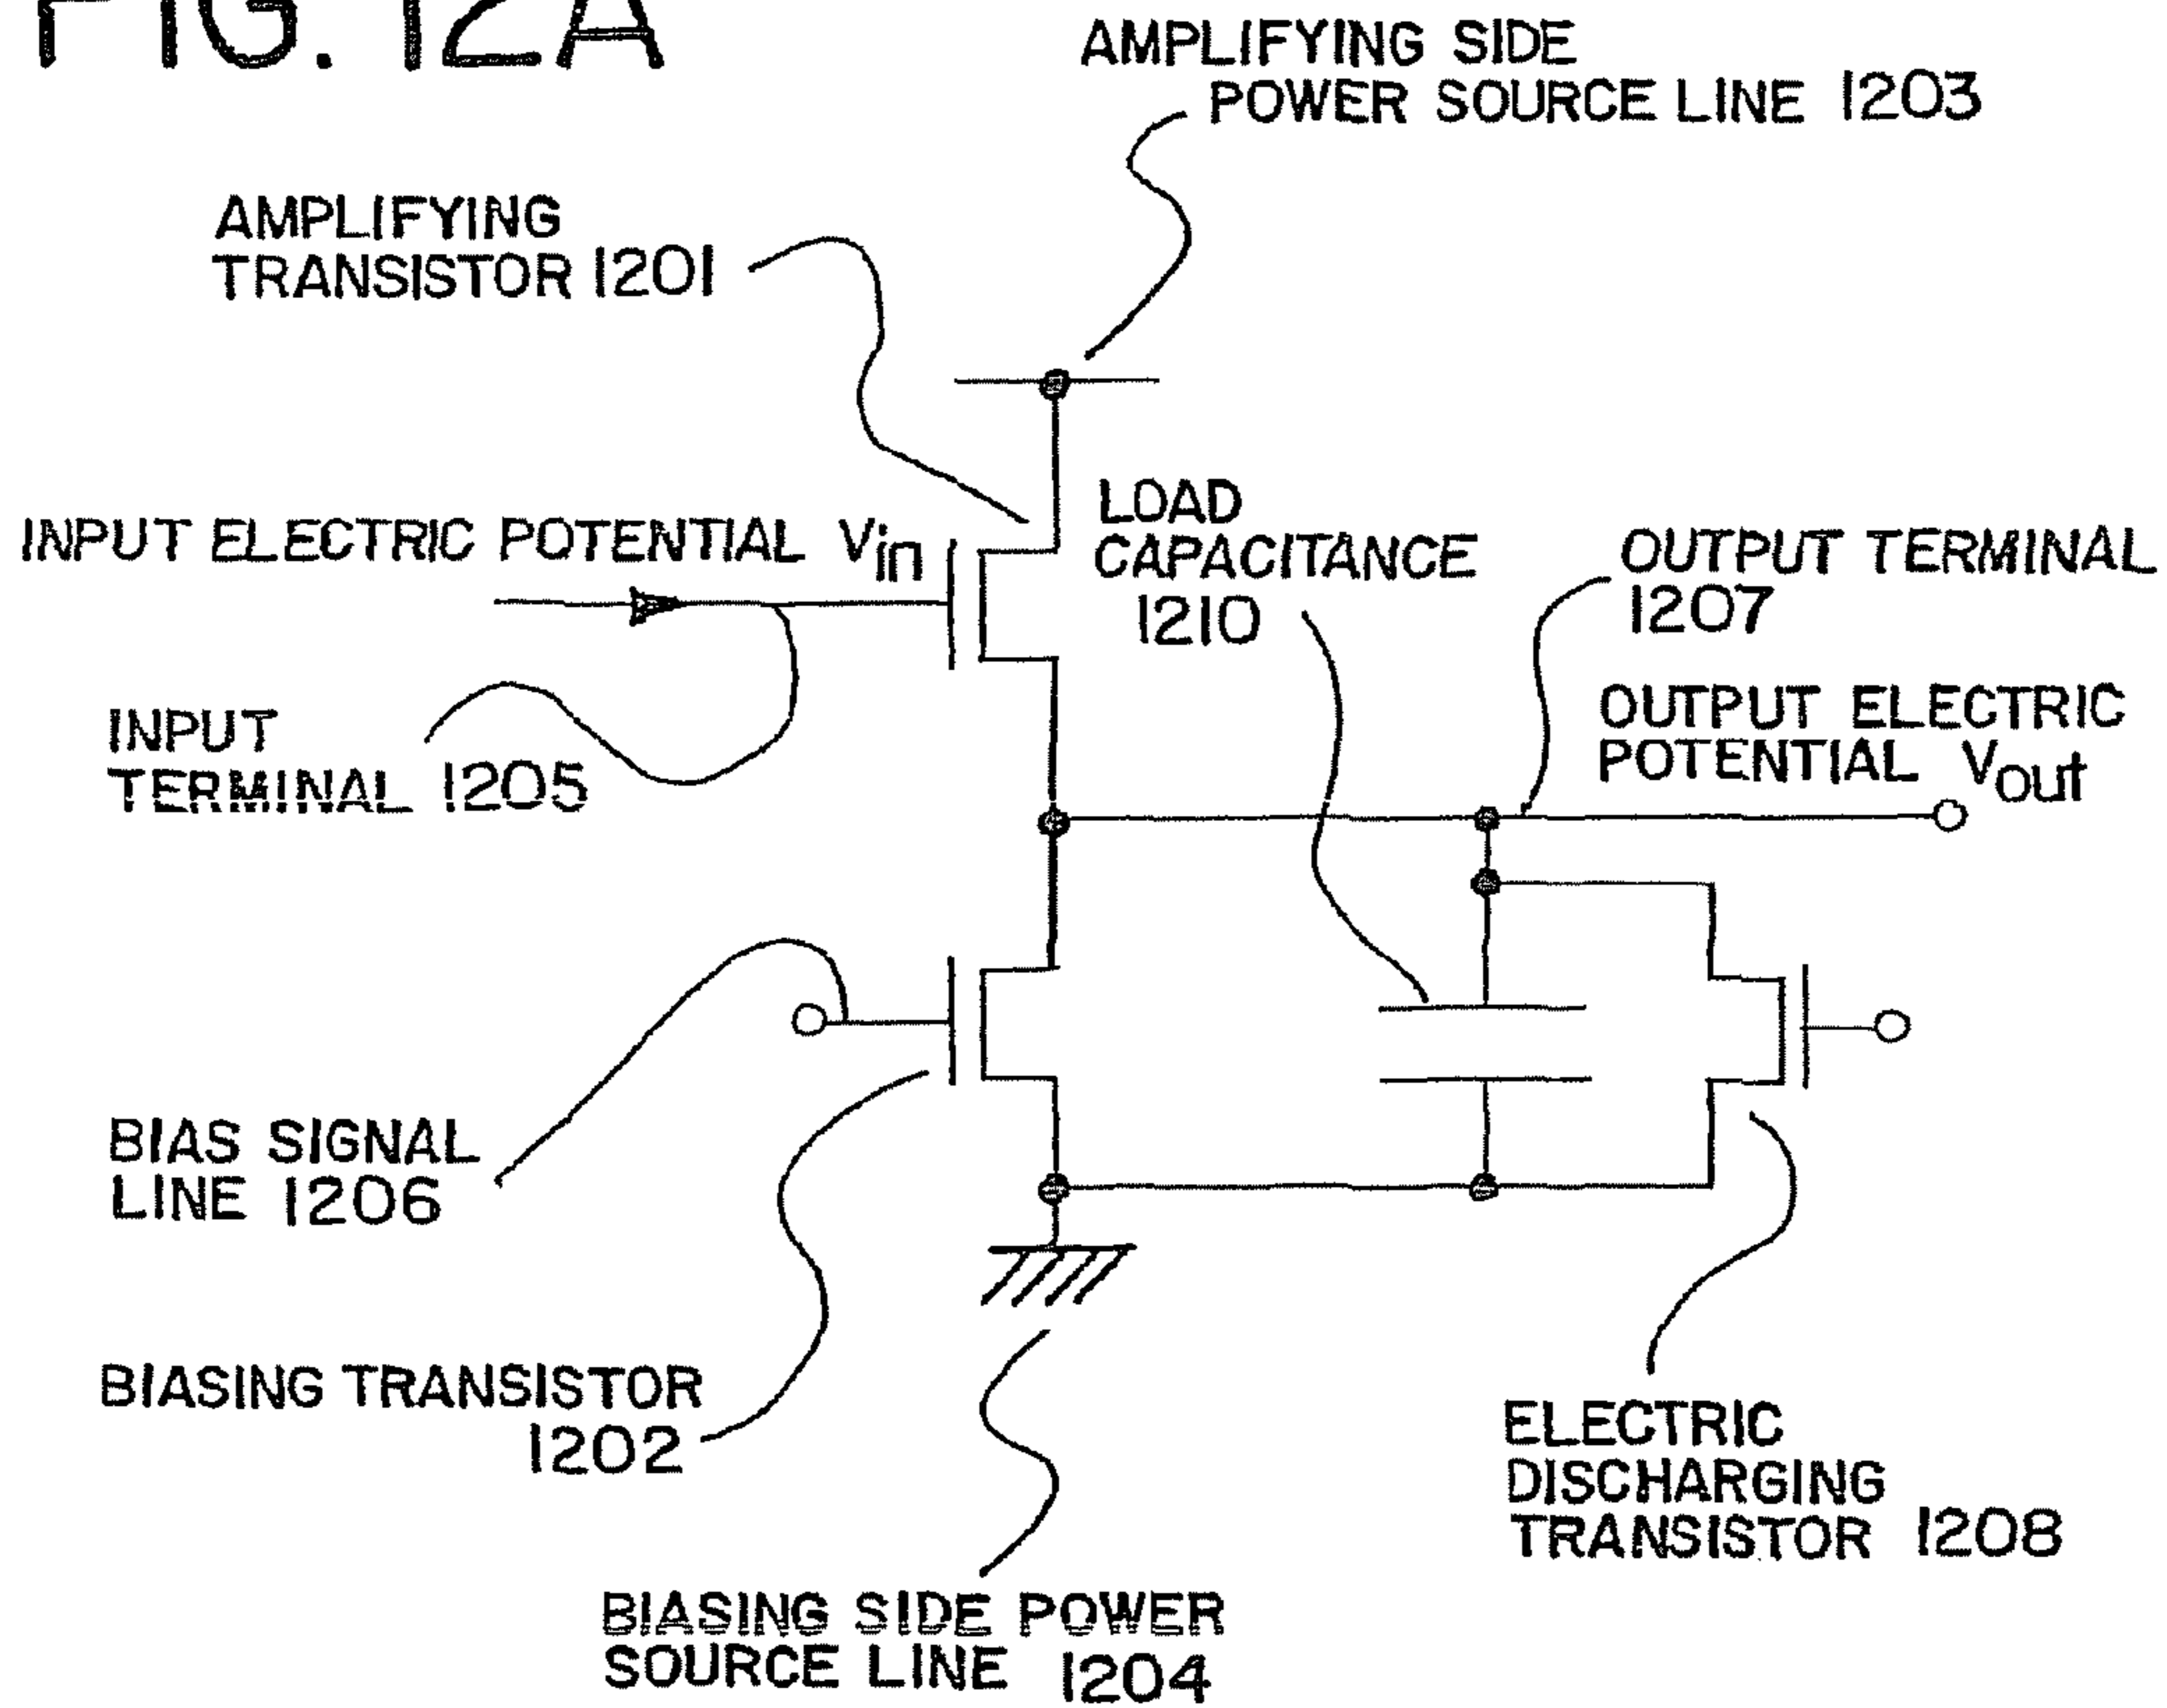 FIG. 12A
AMPLIFYING SIDE
POWER SOURCE LINE 1203
AMPLIFYING
TRANSISTOR 1201
INPUT ELECTRIC POTENTIAL Vin
LOAD
CAPACITANCE
1210
OUTPUT TERMINAL
1207
OUTPUT ELECTRIC
POTENTIAL Vout
INPUT
TERMINAL 1205
BIAS SIGNAL
LINE 1206
BIASING TRANSISTOR
1202
ELECTRIC
DISCHARGING
TRANSISTOR 1208
BIASING SIDE POWER
SOURCE LINE 1204